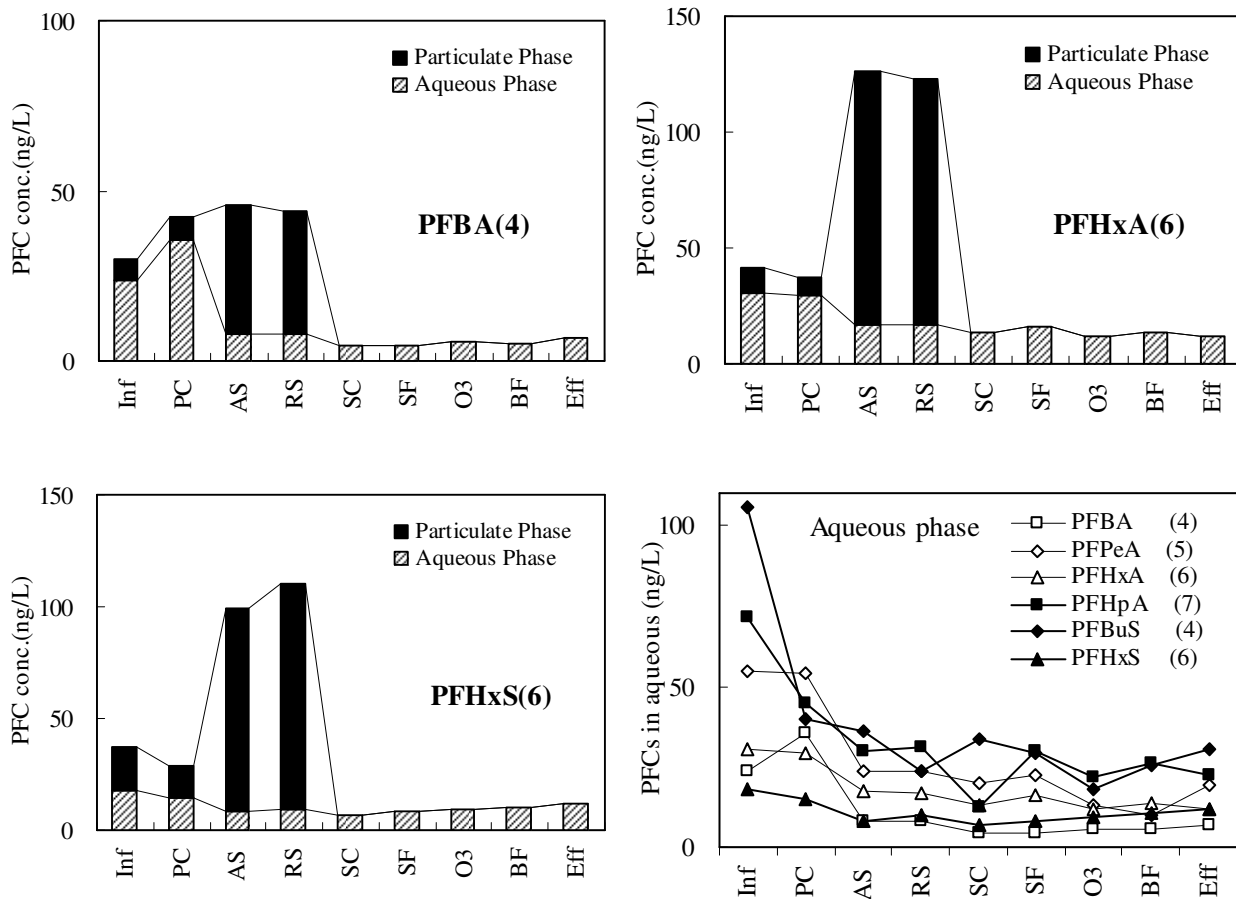 PFC conc.(ng/L)
100
50
0
Particulate Phase
Aqueous Phase
PFBA(4)
Inf PC AS RS SC SF O3 BF Eff
PFC conc.(ng/L)
150
100
50
0
Particulate Phase
Aqueous Phase
PFHxA(6)
Inf PC AS RS SC SF O3 BF Eff
PFC conc.(ng/L)
150
100
50
0
Particulate Phase
Aqueous Phase
PFHxS(6)
Inf PC AS RS SC SF O3 BF Eff
PFCs in aqueous (ng/L)
100
50
0
Aqueous phase
PFBA (4)
PFPeA (5)
PFHxA (6)
PFHpA (7)
PFBuS (4)
PFHxS (6)
Inf PC AS RS SC SF O3 BF Eff